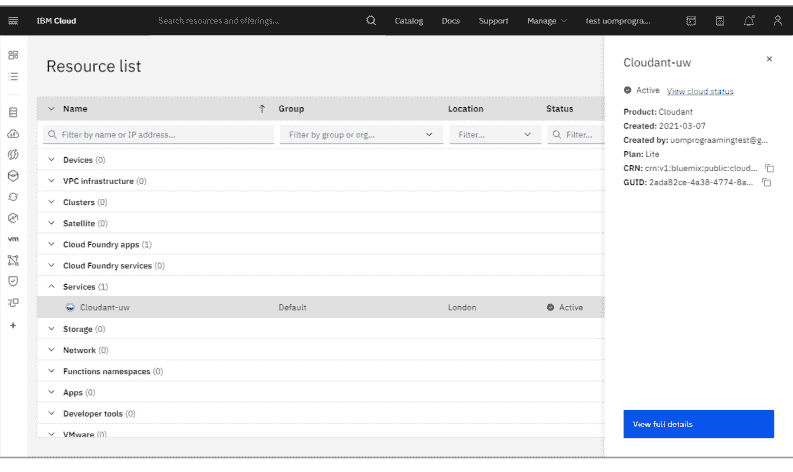 IBM Cloud Search resources and offerings... Catalog Docs Support Manage test uomprogra...
Resource list
Name Group Location Status
Filter by name or IP address... Filter by group or org... Filter... Filter...
Devices (0)
VPC infrastructure (0)
Clusters (0)
Satellite (0)
Cloud Foundry apps (1)
Cloud Foundry services (0)
Services (1)
Cloudant-uw Default London Active
Storage (0)
Network (0)
Functions namespaces (0)
Apps (0)
Developer tools (0)
VMware (0)
vm
Cloudant-uw
Active View cloud status
Product: Cloudant
Created: 2021-03-07
Created by: uomprograamingtest@g...
Plan: Lite
CRN: crn:v1:bluemix:public:cloud...
GUID: 2ada82ce-4a38-4774-8a...
View full details